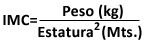 IMC= Peso (kg)
Estatura² (Mts.)